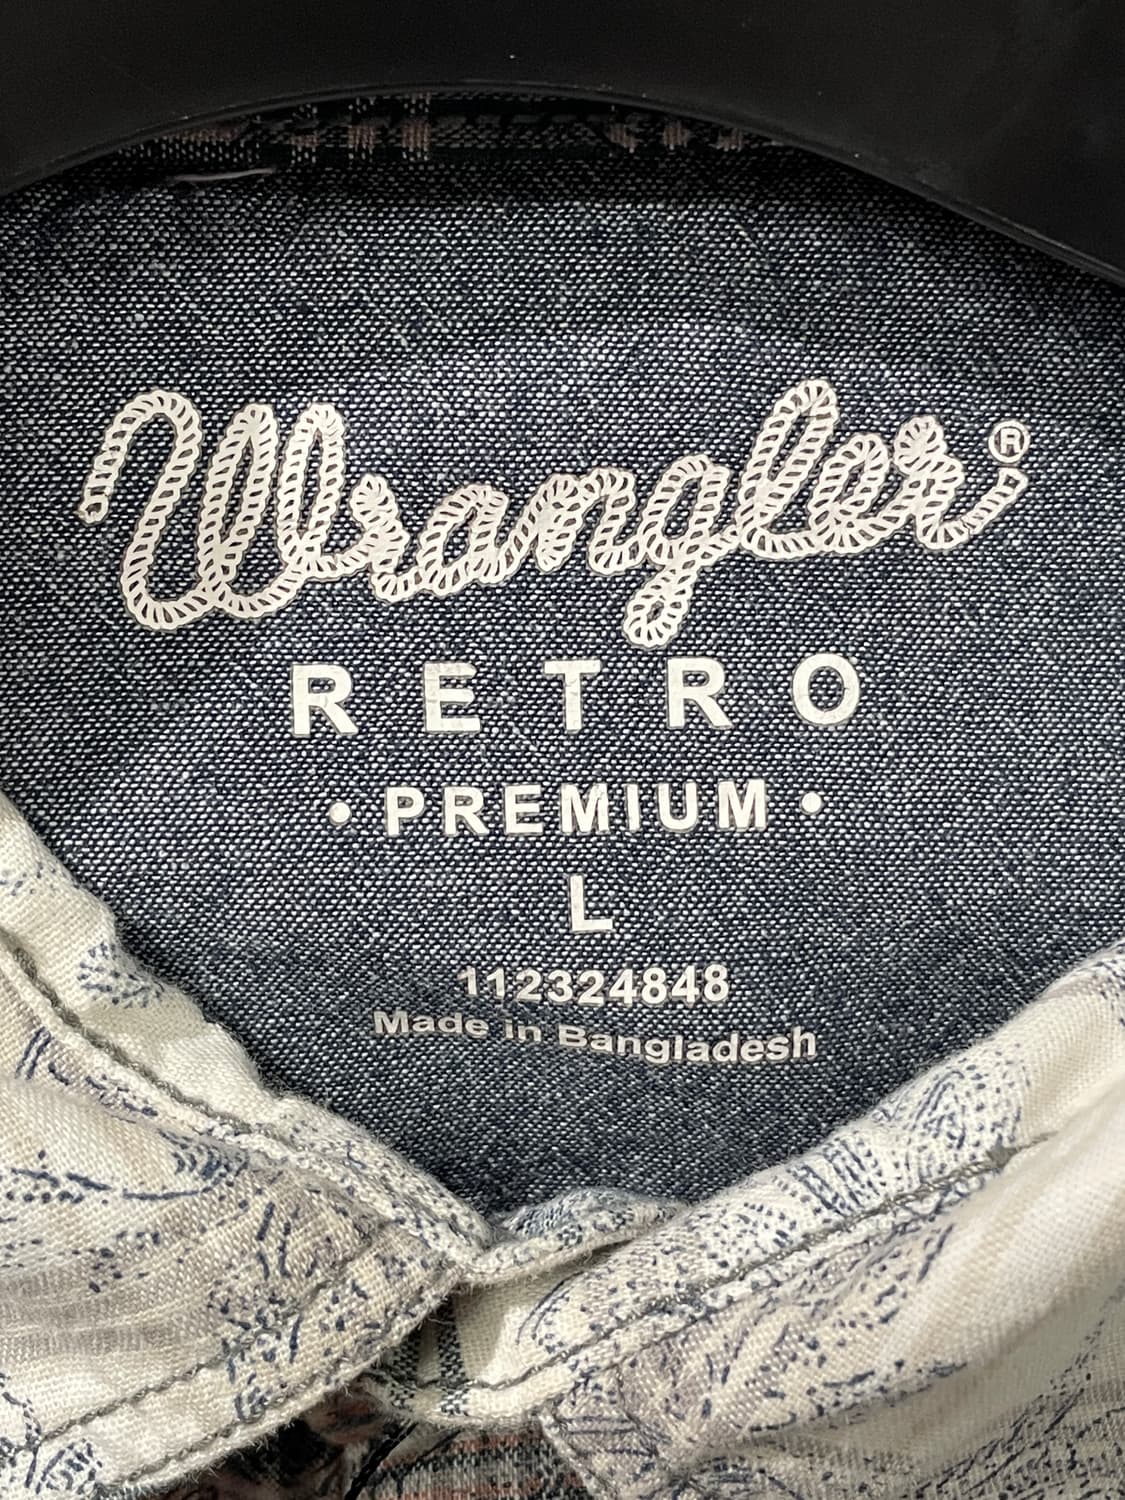 Wrangler®
RETRO
• PREMIUM •
L
112324848
Made in Bangladesh